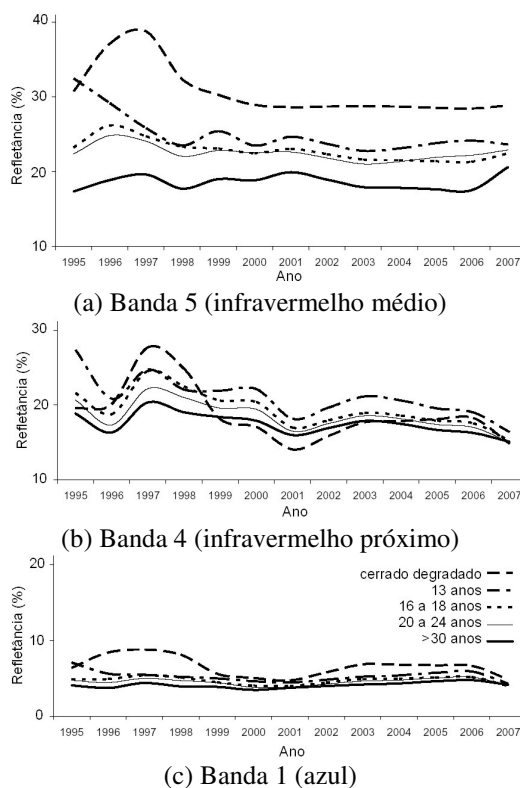 40
30
20
10
Refletância (%)
1995 1996 1997 1998 1999 2000 2001 2002 2003 2004 2005 2006 2007
Ano
(a) Banda 5 (infravermelho médio)
30
20
10
Refletância (%)
1995 1996 1997 1998 1999 2000 2001 2002 2003 2004 2005 2006 2007
Ano
(b) Banda 4 (infravermelho próximo)
20
10
0
Refletância (%)
cerrado degradado
13 anos
16 a 18 anos
20 a 24 anos
>30 anos
1995 1996 1997 1998 1999 2000 2001 2002 2003 2004 2005 2006 2007
Ano
(c) Banda 1 (azul)